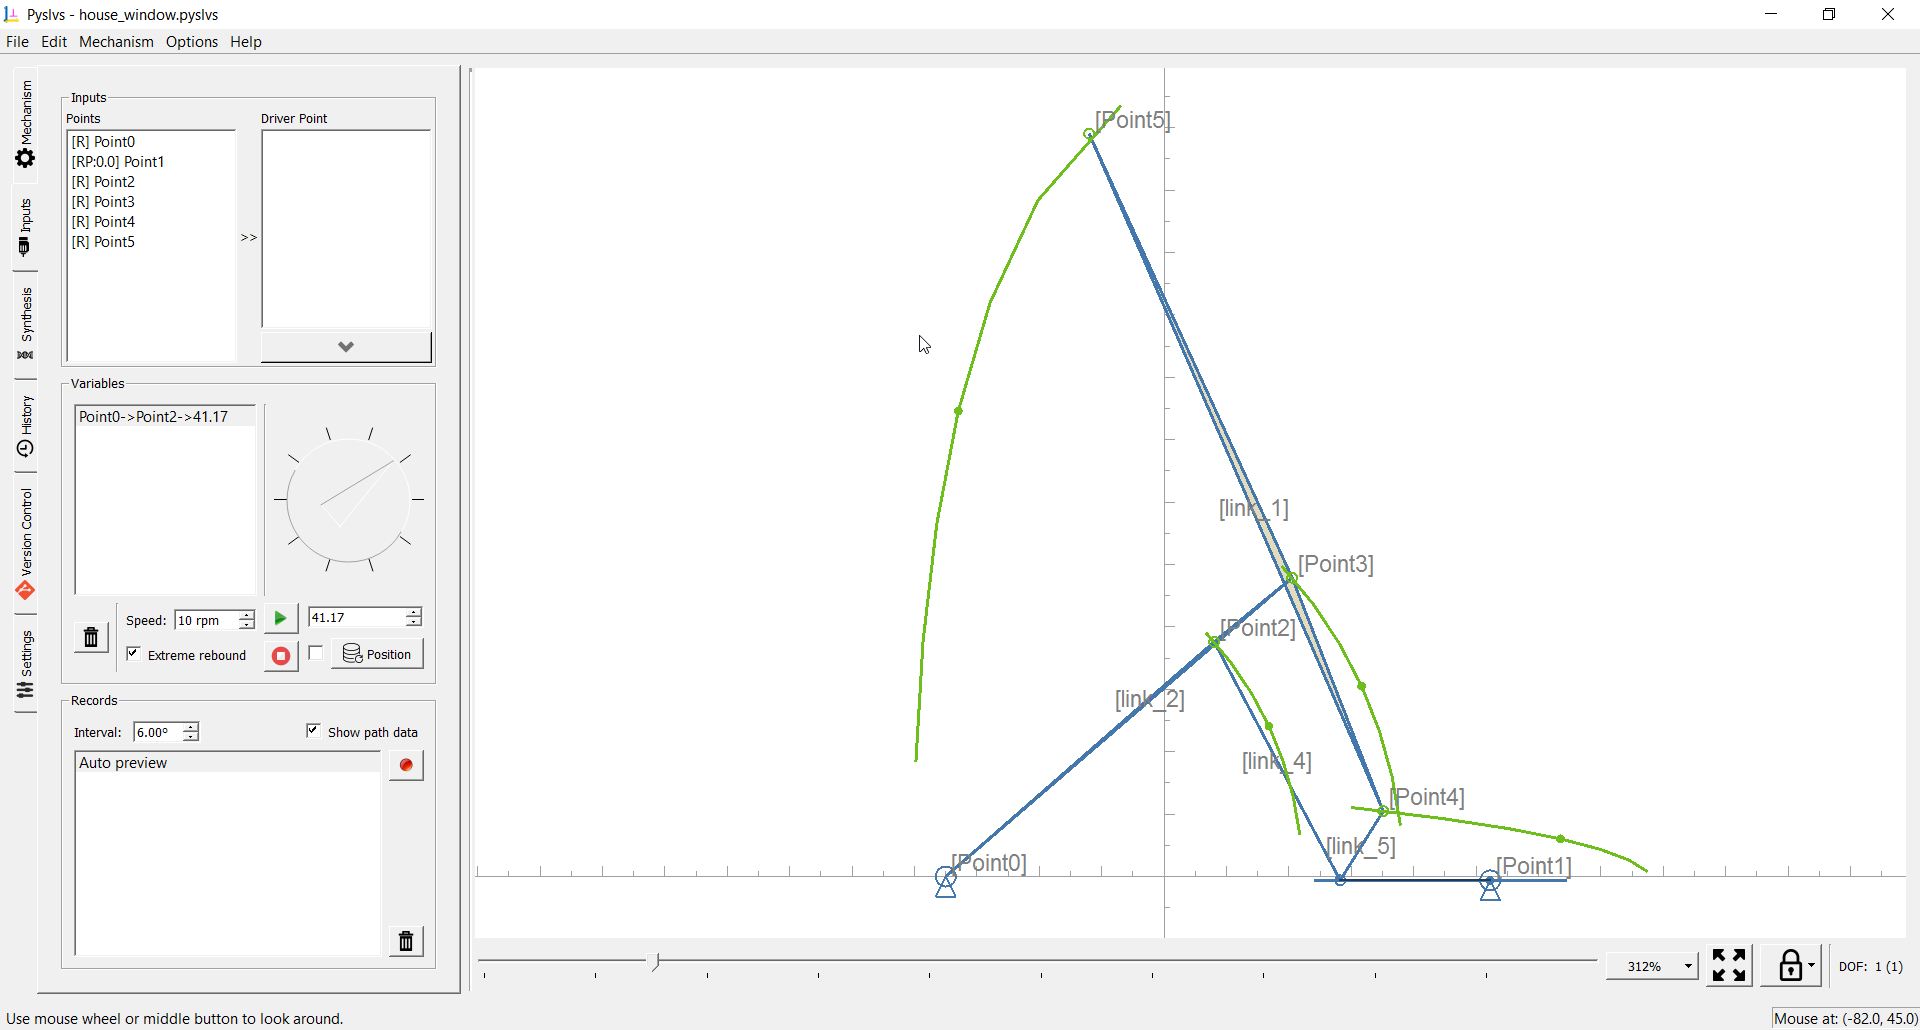 Pyslvs - house_window.pyslvs
File Edit Mechanism Options Help
Mechanism
Inputs
Synthesis
History
Version Control
Settings
Inputs
Points
Driver Point
[R] Point0
[RP:0.0] Point1
[R] Point2
[R] Point3
[R] Point4
[R] Point5
>>
Variables
Point0->Point2->41.17
Speed: 10 rpm
41.17
Extreme rebound
Position
Records
Interval: 6.00º
Show path data
Auto preview
[Point5]
[link_1]
[Point3]
[Point2]
[link_2]
[link_4]
[Point4]
[link_5]
[Point0]
[Point1]
312%
DOF: 1 (1)
Use mouse wheel or middle button to look around.
Mouse at: (-82.0, 45.0)